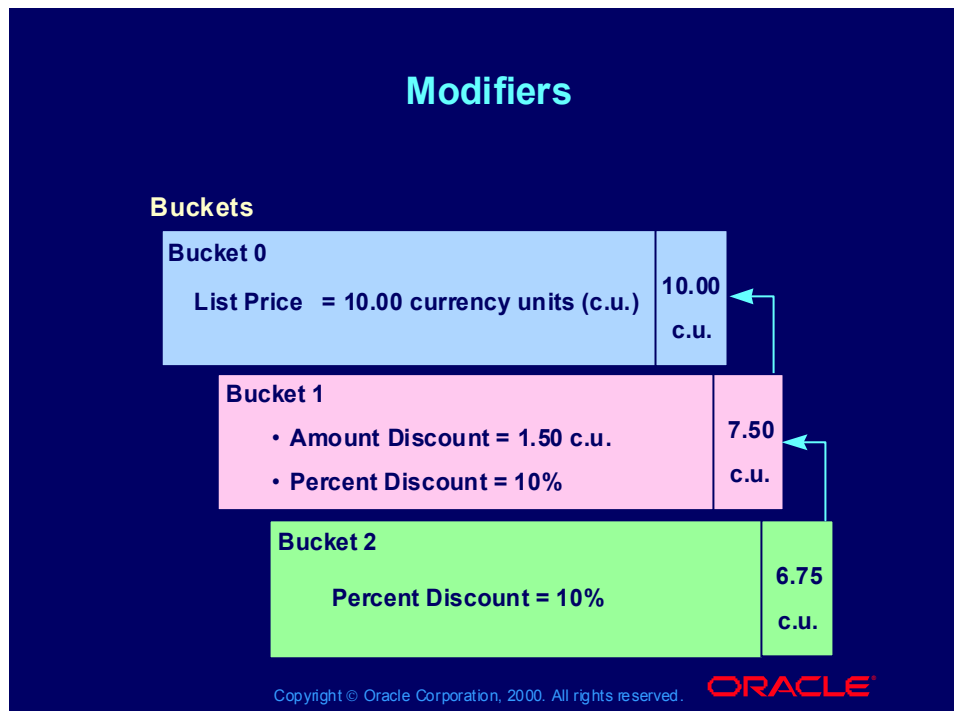 Modifiers
Buckets
Bucket 0
List Price = 10.00 currency units (c.u.)
10.00
c.u.
Bucket 1
• Amount Discount = 1.50 c.u.
• Percent Discount = 10%
7.50
c.u.
Bucket 2
Percent Discount = 10%
6.75
c.u.
Copyright © Oracle Corporation, 2000. All rights reserved.
ORACLE®